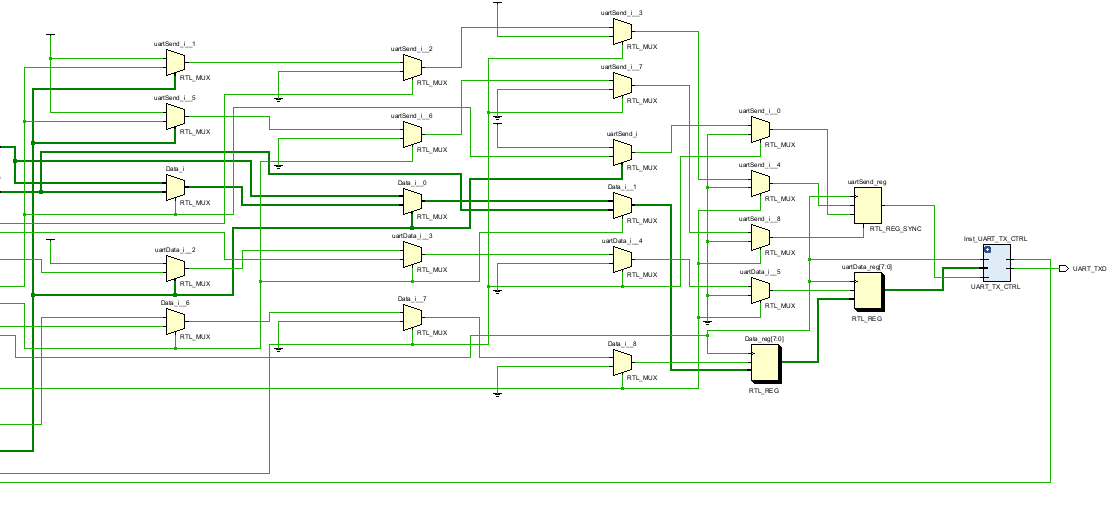 uartSend_i__3
RTL_MUX
uartSend_i__1
RTL_MUX
uartSend_i__2
RTL_MUX
uartSend_i__7
RTL_MUX
uartSend_i__5
RTL_MUX
uartSend_i__6
RTL_MUX
uartSend_i__0
RTL_MUX
uartSend_i
RTL_MUX
Data_i
RTL_MUX
Data_i__0
RTL_MUX
Data_i__1
RTL_MUX
uartSend_i__4
RTL_MUX
uartSend_reg
RTL_REG_SYNC
uartSend_i__8
RTL_MUX
uartData_i__2
RTL_MUX
uartData_i__3
RTL_MUX
uartData_i__4
RTL_MUX
Inst_UART_TX_CTRL
UART_TX_CTRL
UART_TXD
uartData_i__5
RTL_MUX
uartData_reg[7:0]
RTL_REG
Data_i__6
RTL_MUX
Data_i__7
RTL_MUX
Data_i__8
RTL_MUX
Data_reg[7:0]
RTL_REG